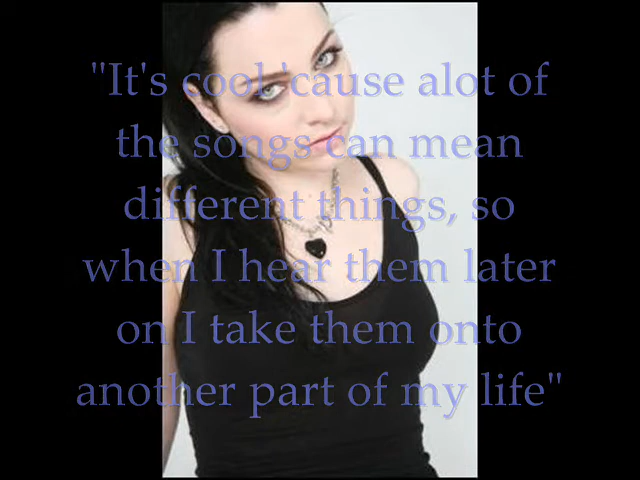 "It's cool 'cause alot of
the songs can mean
different things, so
when I hear them later
on I take them onto
another part of my life"